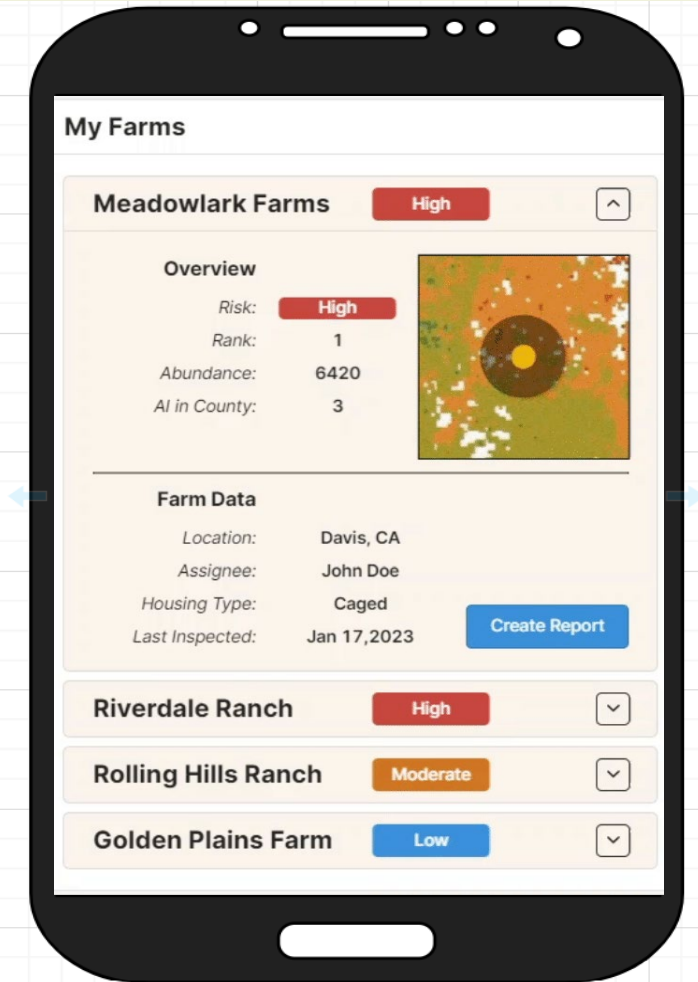 My Farms
Meadowlark Farms High
Overview
Risk: High
Rank: 1
Abundance: 6420
AI in County: 3
Farm Data
Location: Davis, CA
Assignee: John Doe
Housing Type: Caged
Last Inspected: Jan 17,2023
Create Report
Riverdale Ranch High
Rolling Hills Ranch Moderate
Golden Plains Farm Low